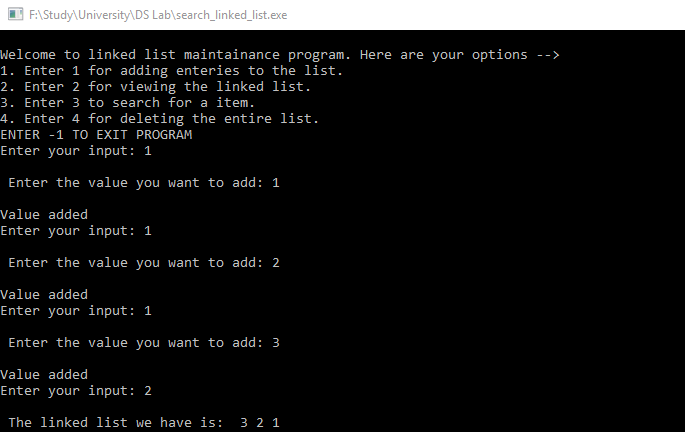 F:\Study\University\DS Lab\search_linked_list.exe
Welcome to linked list maintainance program. Here are your options -->
1. Enter 1 for adding enteries to the list.
2. Enter 2 for viewing the linked list.
3. Enter 3 to search for a item.
4. Enter 4 for deleting the entire list.
ENTER -1 TO EXIT PROGRAM
Enter your input: 1
Enter the value you want to add: 1
Value added
Enter your input: 1
Enter the value you want to add: 2
Value added
Enter your input: 1
Enter the value you want to add: 3
Value added
Enter your input: 2
The linked list we have is:  3 2 1